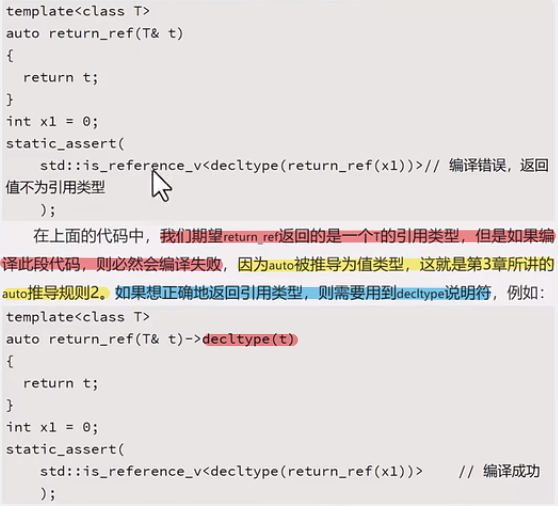 template<class T>
auto return_ref(T& t)
{
  return t;
}
int x1 = 0;
static_assert(
    std::is_reference_v<decltype(return_ref(x1))>// 编译错误，返回
值不为引用类型
    );
在上面的代码中，我们期望return_ref返回的是一个T的引用类型，但是如果编
译此段代码，则必然会编译失败，因为auto被推导为值类型，这就是第3章所讲的
auto推导规则2。如果想正确地返回引用类型，则需要用到decltype说明符，例如：
template<class T>
auto return_ref(T& t)->decltype(t)
{
  return t;
}
int x1 = 0;
static_assert(
    std::is_reference_v<decltype(return_ref(x1))>    // 编译成功
    );